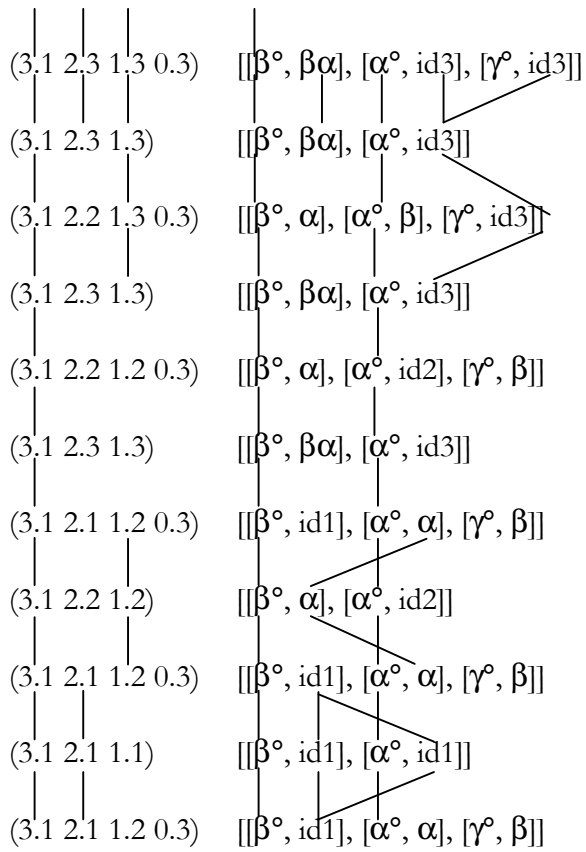 (3.1 2.3 1.3 0.3) [[β°, βα], [α°, id3], [γ°, id3]]
(3.1 2.3 1.3) [[β°, βα], [α°, id3]]
(3.1 2.2 1.3 0.3) [[β°, α], [α°, β], [γ°, id3]]
(3.1 2.3 1.3) [[β°, βα], [α°, id3]]
(3.1 2.2 1.2 0.3) [[β°, α], [α°, id2], [γ°, β]]
(3.1 2.3 1.3) [[β°, βα], [α°, id3]]
(3.1 2.1 1.2 0.3) [[β°, id1], [α°, α], [γ°, β]]
(3.1 2.2 1.2) [[β°, α], [α°, id2]]
(3.1 2.1 1.2 0.3) [[β°, id1], [α°, α], [γ°, β]]
(3.1 2.1 1.1) [[β°, id1], [α°, id1]]
(3.1 2.1 1.2 0.3) [[β°, id1], [α°, α], [γ°, β]]